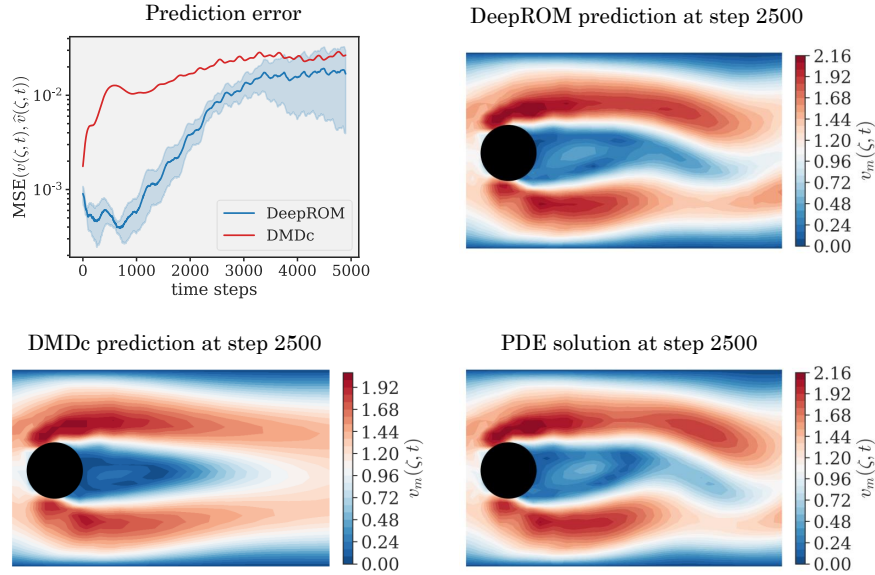 Prediction error
MSE(v(ζ, t), v̂(ζ, t))
10⁻²
10⁻³
DeepROM
DMDc
0 1000 2000 3000 4000 5000
time steps
DeepROM prediction at step 2500
2.16
1.92
1.68
1.44
1.20
0.96
0.72
0.48
0.24
0.00
v_m(ζ, t)
DMDc prediction at step 2500
1.92
1.68
1.44
1.20
0.96
0.72
0.48
0.24
0.00
v_m(ζ, t)
PDE solution at step 2500
2.16
1.92
1.68
1.44
1.20
0.96
0.72
0.48
0.24
0.00
v_m(ζ, t)